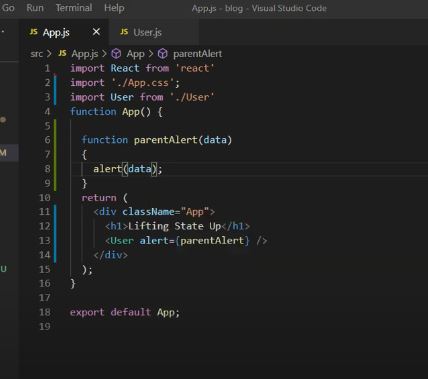 Go Run Terminal Help App.js - blog - Visual Studio Code
App.js User.js
src > App.js > App > parentAlert
1 import React from 'react'
2 import './App.css';
3 import User from './User'
4 function App() {
5
6 function parentAlert(data)
7 {
8 alert(data);
9 }
10 return (
11 <div className="App">
12 <h1>Lifting State Up</h1>
13 <User alert={parentAlert} />
14 </div>
15 );
16 }
17
18 export default App;
19
M
U